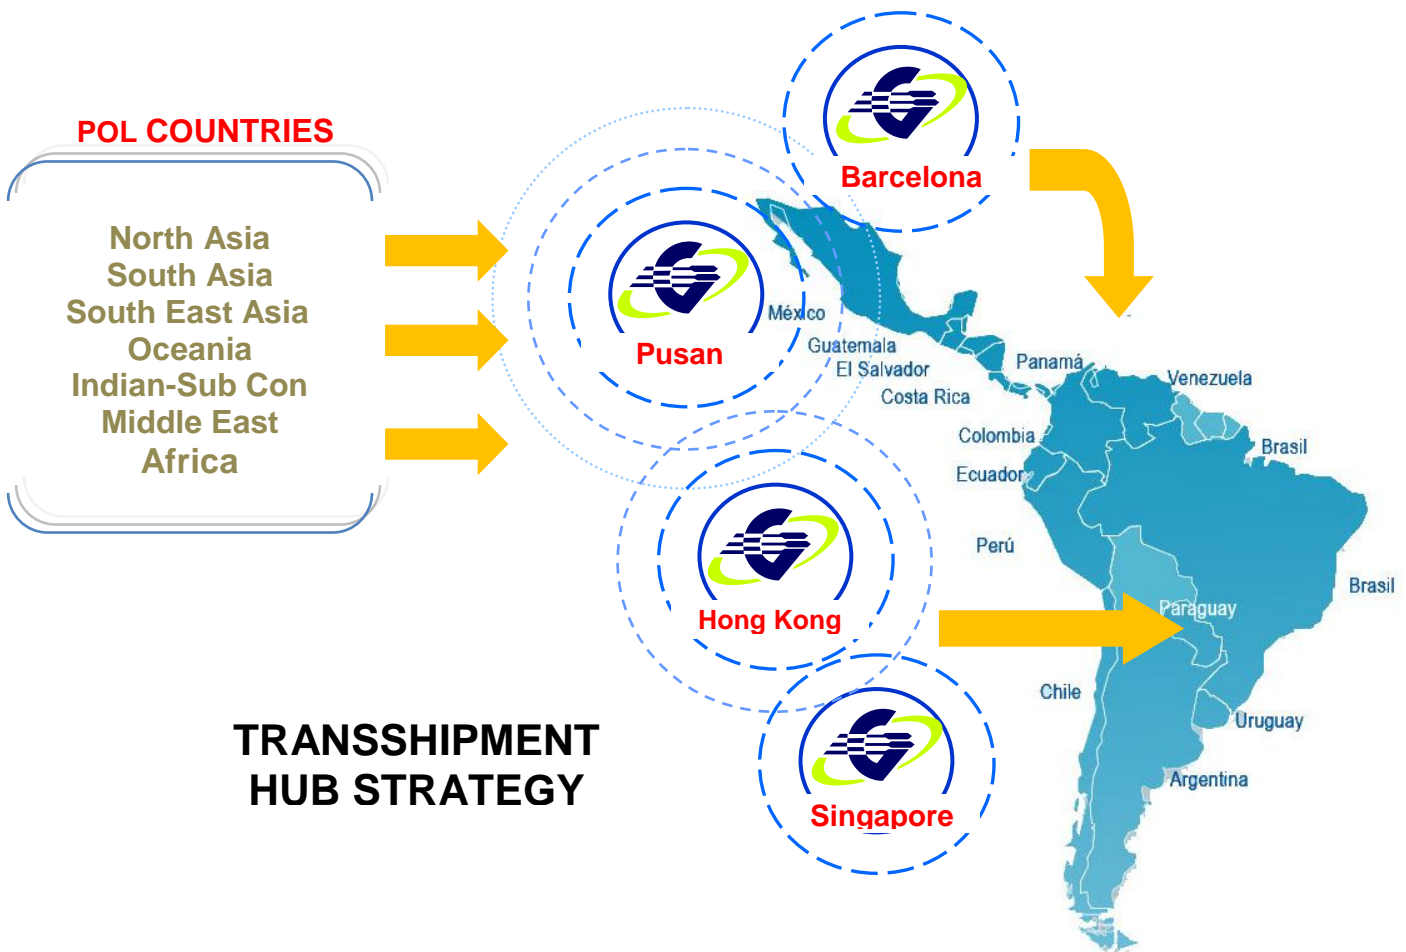 POL COUNTRIES
North Asia
South Asia
South East Asia
Oceania
Indian-Sub Con
Middle East
Africa
Barcelona
Pusan
Hong Kong
Singapore
TRANSSHIPMENT
HUB STRATEGY
México
Guatemala
El Salvador
Costa Rica
Panamá
Venezuela
Colombia
Brasil
Ecuador
Perú
Brasil
Paraguay
Chile
Uruguay
Argentina